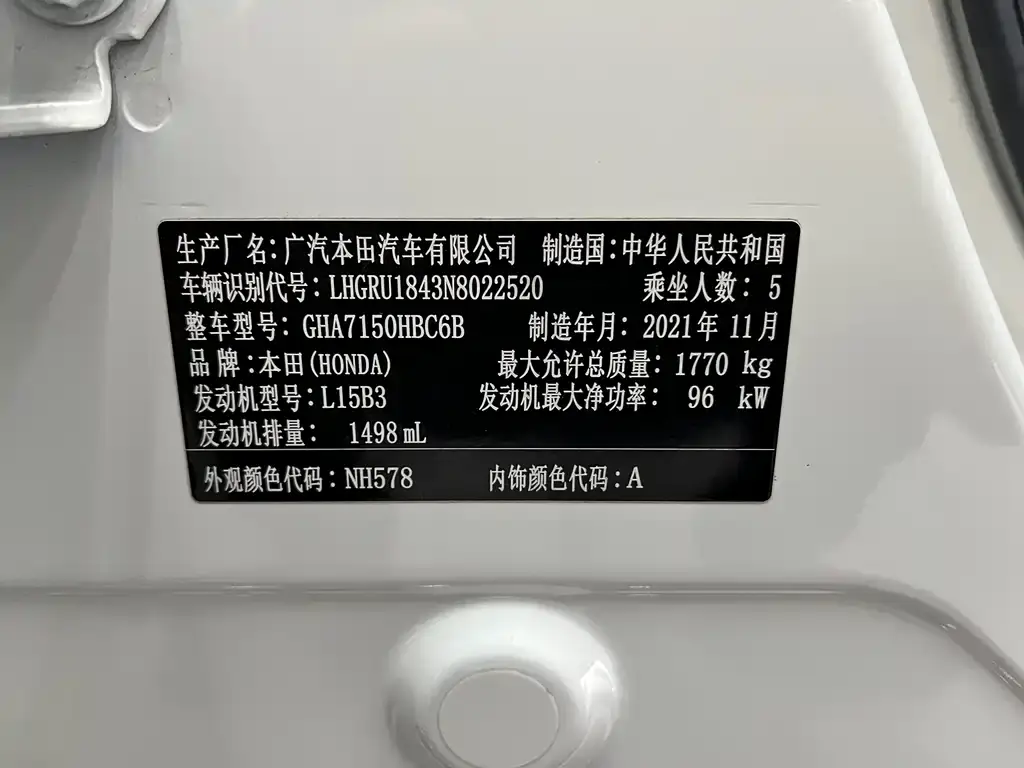 生产厂名:广汽本田汽车有限公司 制造国:中华人民共和国
车辆识别代号:LHGRU1843N8022520 乘坐人数: 5
整车型号: GHA7150HBC6B 制造年月: 2021年 11月
品 牌:本田(HONDA) 最大允许总质量: 1770 kg
发动机型号:L15B3 发动机最大净功率: 96 kW
发动机排量: 1498 mL
外观颜色代码:NH578 内饰颜色代码:A